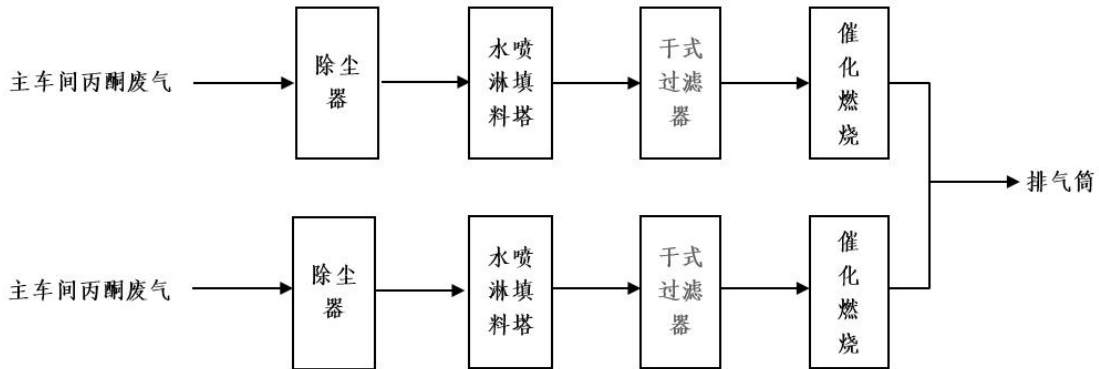 主车间丙酮废气
除尘
器
水喷
淋填
料塔
干式
过滤
器
催
化
燃
烧
排气筒
主车间丙酮废气
除尘
器
水喷
淋填
料塔
干式
过滤
器
催
化
燃
烧